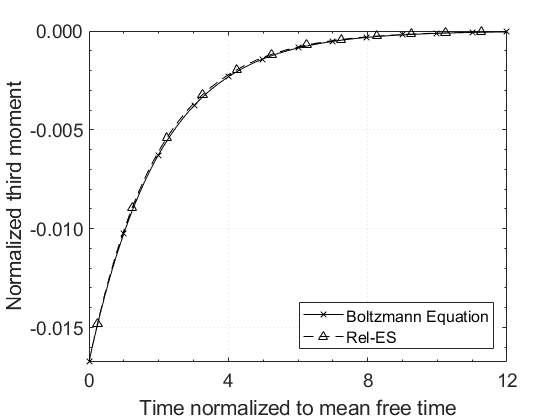 0.000
-0.005
-0.010
-0.015
Normalized third moment
Boltzmann Equation
Rel-ES
0 4 8 12
Time normalized to mean free time